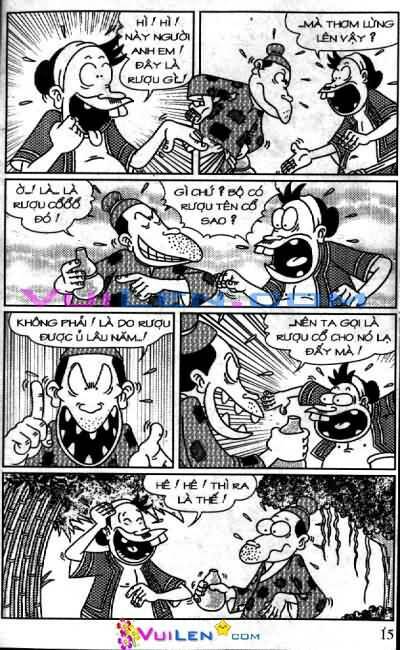 HÌ! HÌ!
NÀY NGƯỜI
ANH EM!
ĐÂY LÀ
RƯỢU GÌ...
...MÀ THƠM LỪNG
LÊN VẬY?
Ơ..! LÀ... LÀ
RƯỢU CỔỔỔ
ĐÓ!
GÌ CHỨ? BỘ CÓ
RƯỢU TÊN CỔ
SAO?
VUILEN.COM
KHÔNG PHẢI! LÀ DO RƯỢU
ĐƯỢC Ủ LÂU NĂM...!
...NÊN TA GỌI LÀ
RƯỢU CỔ CHO NÓ LẠ
ĐẤY MÀ!
HÊ! HÊ! THÌ RA
LÀ THẾ!
15
VUILEN.COM